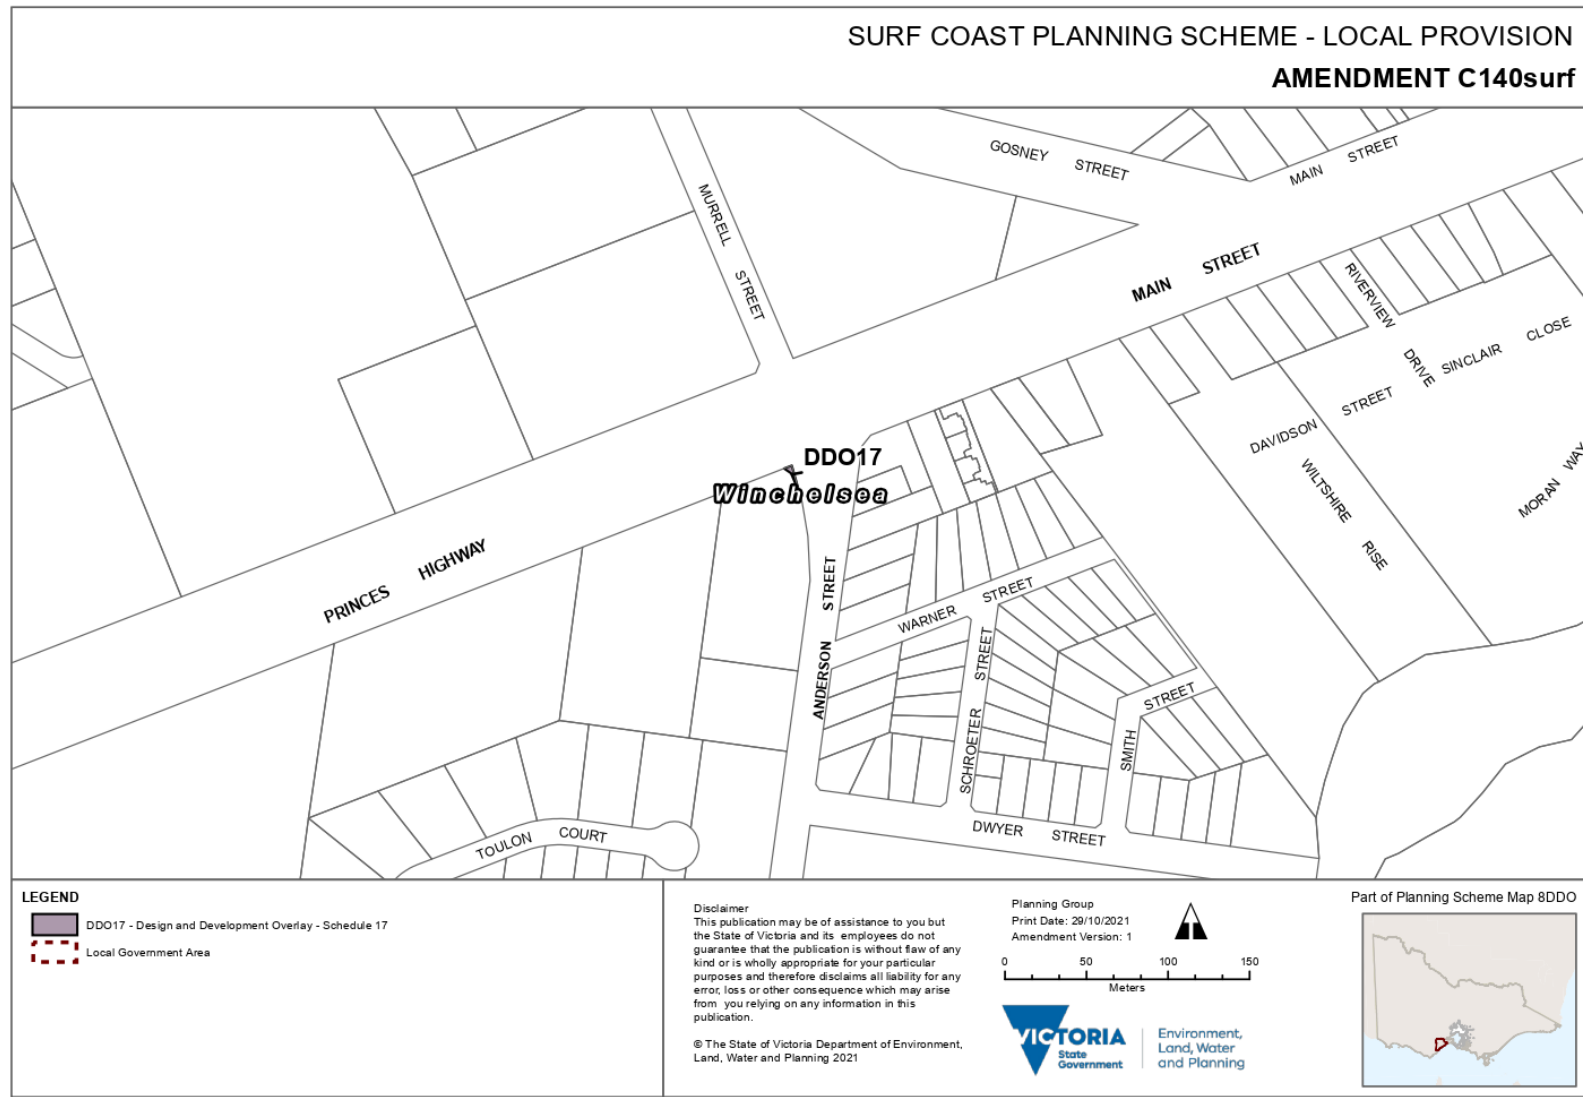 SURF COAST PLANNING SCHEME - LOCAL PROVISION
AMENDMENT C140surf
GOSNEY STREET
MAIN STREET
MURRELL STREET
MAIN STREET
RIVERVIEW DRIVE
SINCLAIR CLOSE
DAVIDSON STREET
WILTSHIRE RISE
MORAN WAY
DDO17
Winchelsea
PRINCES HIGHWAY
ANDERSON STREET
WARNER STREET
SCHROETER STREET
SMITH STREET
DWYER STREET
TOULON COURT
LEGEND
DDO17 - Design and Development Overlay - Schedule 17
Local Government Area
Disclaimer
This publication may be of assistance to you but
the State of Victoria and its employees do not
guarantee that the publication is without flaw of any
kind or is wholly appropriate for your particular
purposes and therefore disclaims all liability for any
error, loss or other consequence which may arise
from you relying on any information in this
publication.
© The State of Victoria Department of Environment,
Land, Water and Planning 2021
Planning Group
Print Date: 29/10/2021
Amendment Version: 1
0 50 100 150
Meters
VICTORIA
State
Government
Environment,
Land, Water
and Planning
Part of Planning Scheme Map 8DDO